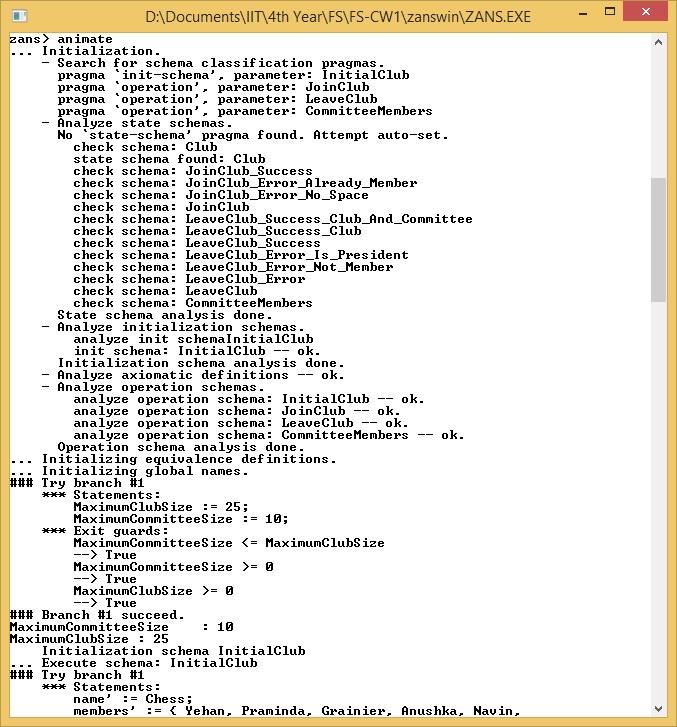 D:\Documents\IIT\4th Year\FS\FS-CW1\zanswin\ZANS.EXE
zans> animate
... Initialization.
    - Search for schema classification pragmas.
      pragma `init-schema', parameter: InitialClub
      pragma `operation', parameter: JoinClub
      pragma `operation', parameter: LeaveClub
      pragma `operation', parameter: CommitteeMembers
    - Analyze state schemas.
      No `state-schema' pragma found. Attempt auto-set.
        check schema: Club
        state schema found: Club
        check schema: JoinClub_Success
        check schema: JoinClub_Error_Already_Member
        check schema: JoinClub_Error_No_Space
        check schema: JoinClub
        check schema: LeaveClub_Success_Club_And_Committee
        check schema: LeaveClub_Success_Club
        check schema: LeaveClub_Success
        check schema: LeaveClub_Error_Is_President
        check schema: LeaveClub_Error_Not_Member
        check schema: LeaveClub_Error
        check schema: LeaveClub
        check schema: CommitteeMembers
      State schema analysis done.
    - Analyze initialization schemas.
        analyze init schemaInitialClub
        init schema: InitialClub -- ok.
      Initialization schema analysis done.
    - Analyze axiomatic definitions -- ok.
    - Analyze operation schemas.
        analyze operation schema: InitialClub -- ok.
        analyze operation schema: JoinClub -- ok.
        analyze operation schema: LeaveClub -- ok.
        analyze operation schema: CommitteeMembers -- ok.
      Operation schema analysis done.
... Initializing equivalence definitions.
... Initializing global names.
### Try branch #1
    *** Statements:
        MaximumClubSize := 25;
        MaximumCommitteeSize := 10;
    *** Exit guards:
        MaximumCommitteeSize <= MaximumClubSize
        --> True
        MaximumCommitteeSize >= 0
        --> True
        MaximumClubSize >= 0
        --> True
### Branch #1 succeed.
MaximumCommitteeSize    : 10
MaximumClubSize : 25
    Initialization schema InitialClub
... Execute schema: InitialClub
### Try branch #1
    *** Statements:
        name' := Chess;
        members' := { Yehan, Praminda, Grainier, Anushka, Navin,